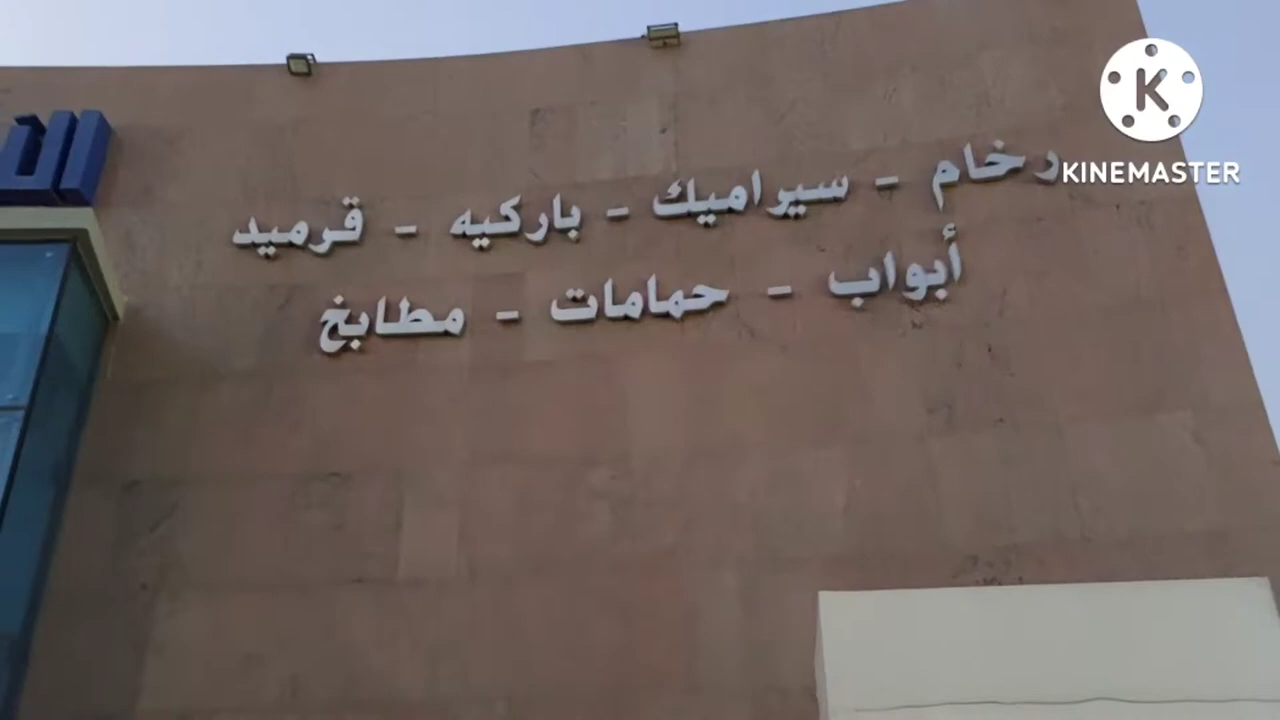 رخام - سيراميك - باركيه - قرميد
أبواب - حمامات - مطابخ
K
KINEMASTER